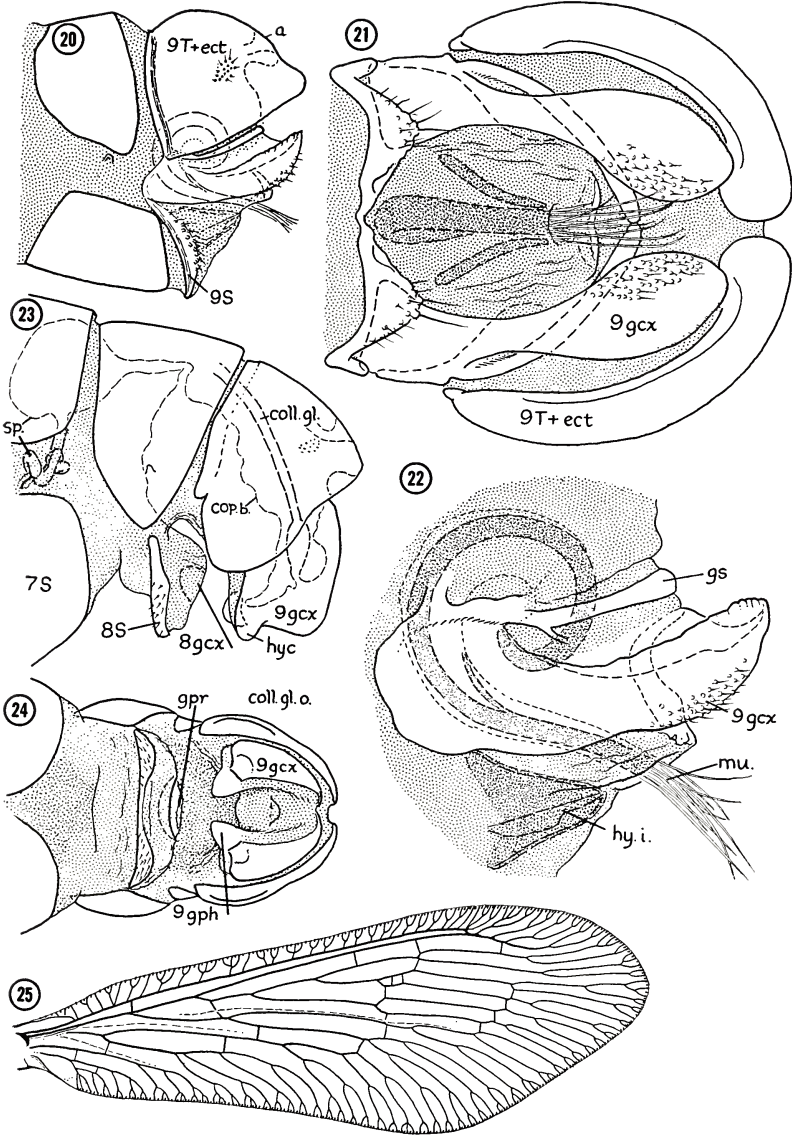 20
9T+ect
a
9S
21
9gcx
9T+ect
23
sp.
coll.gl.
cop.b.
7S
8S
8gcx
hyc
9gcx
22
gs
9gcx
mu.
hy.i.
24
gpr
coll.gl.o.
9gcx
9gph
25